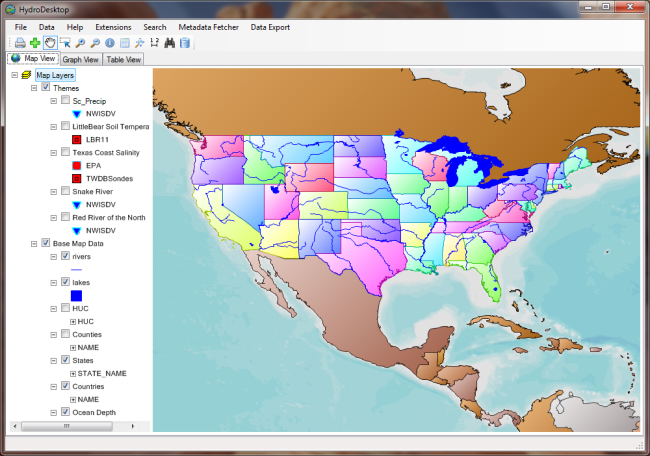 HydroDesktop
File Data Help Extensions Search Metadata Fetcher Data Export
Map View Graph View Table View
Map Layers
Themes
Sc_Precip
NWISDV
LittleBear Soil Tempera
LBR11
Texas Coast Salinity
EPA
TWDBSondes
Snake River
NWISDV
Red River of the North
NWISDV
Base Map Data
rivers
lakes
HUC
HUC
Counties
NAME
States
STATE_NAME
Countries
NAME
Ocean Depth